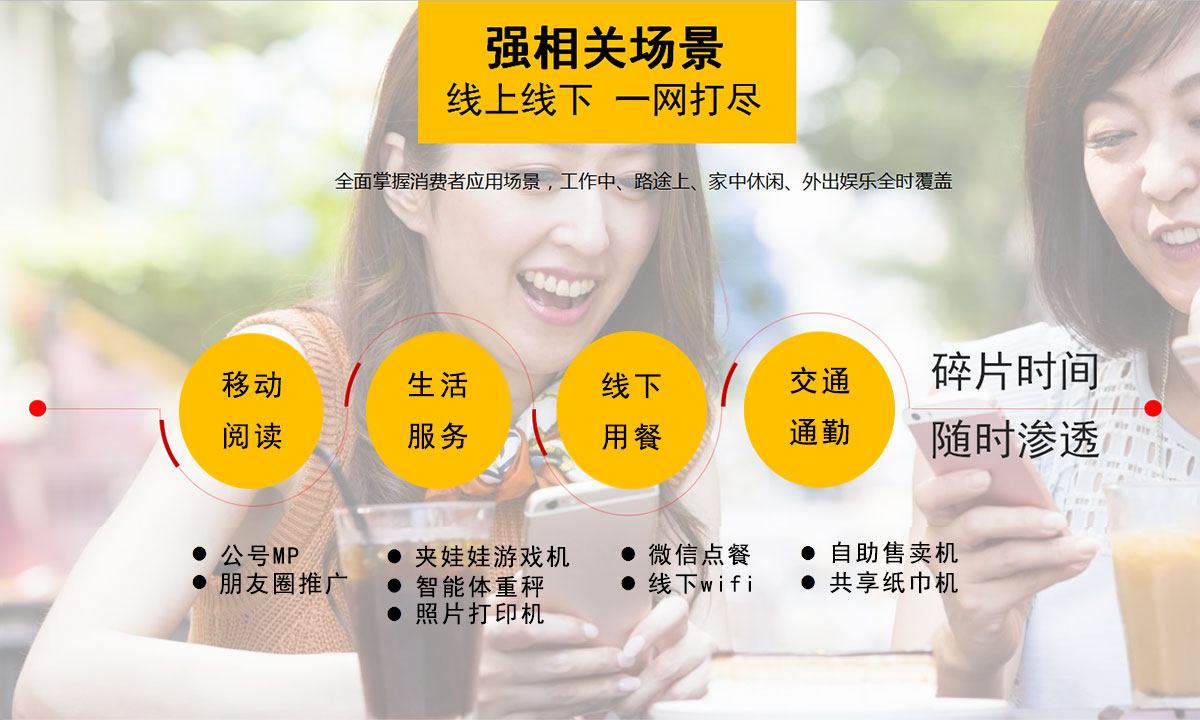 强相关场景
线上线下 一网打尽
全面掌握消费者应用场景，工作中、路途上、家中休闲、外出娱乐全时覆盖
移动
阅读
生活
服务
线下
用餐
交通
通勤
碎片时间
随时渗透
● 公号MP
● 朋友圈推广
● 夹娃娃游戏机
● 智能体重秤
● 照片打印机
● 微信点餐
● 线下wifi
● 自助售卖机
● 共享纸巾机